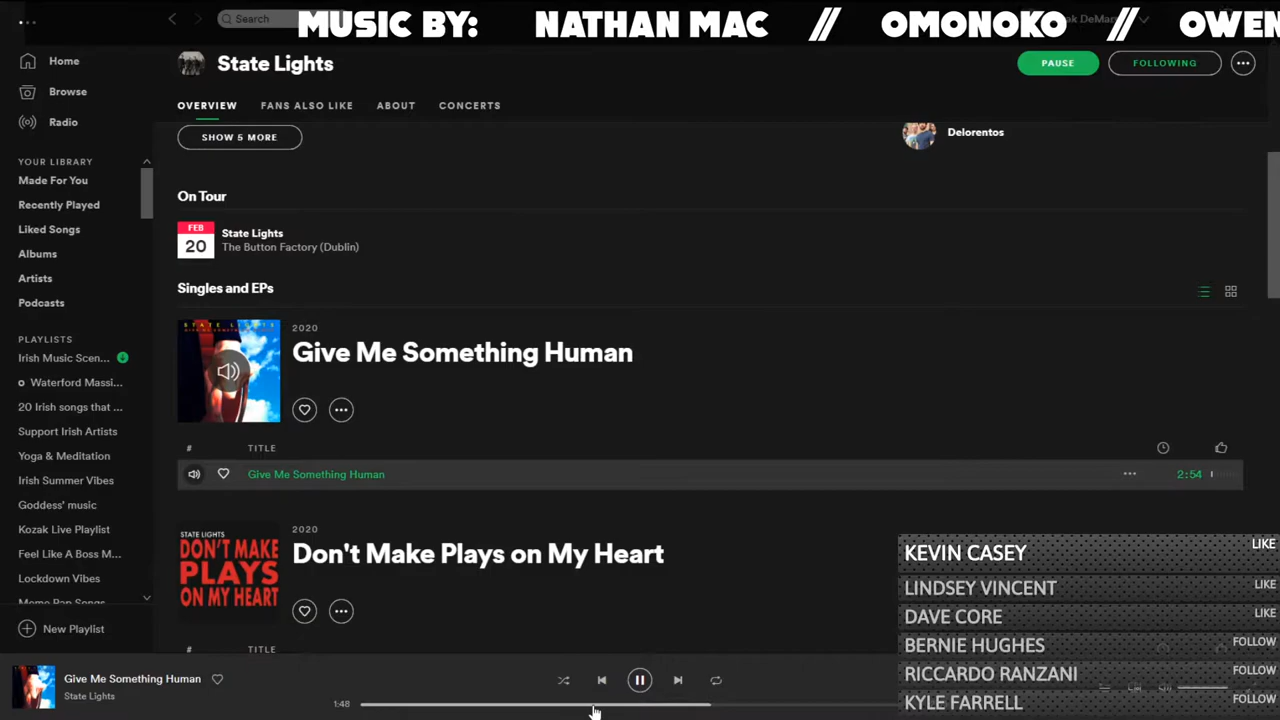 MUSIC BY: NATHAN MAC // OMONOKO // OWEN
Search
Home
Browse
Radio
YOUR LIBRARY
Made For You
Recently Played
Liked Songs
Albums
Artists
Podcasts
PLAYLISTS
Irish Music Scen...
Waterford Massi...
20 Irish songs that ...
Support Irish Artists
Yoga & Meditation
Irish Summer Vibes
Goddess' music
Kozak Live Playlist
Feel Like A Boss M...
Lockdown Vibes
Meme Rap Songs
New Playlist
State Lights
PAUSE
FOLLOWING
OVERVIEW
FANS ALSO LIKE
ABOUT
CONCERTS
SHOW 5 MORE
Delorentos
On Tour
FEB
20
State Lights
The Button Factory (Dublin)
Singles and EPs
STATE LIGHTS
2020
Give Me Something Human
# TITLE
Give Me Something Human 2:54
STATE LIGHTS
DON'T MAKE
PLAYS
ON MY HEART
2020
Don't Make Plays on My Heart
# TITLE
KEVIN CASEY LIKE
LINDSEY VINCENT LIKE
DAVE CORE LIKE
BERNIE HUGHES FOLLOW
RICCARDO RANZANI FOLLOW
KYLE FARRELL FOLLOW
Give Me Something Human
State Lights
1:48